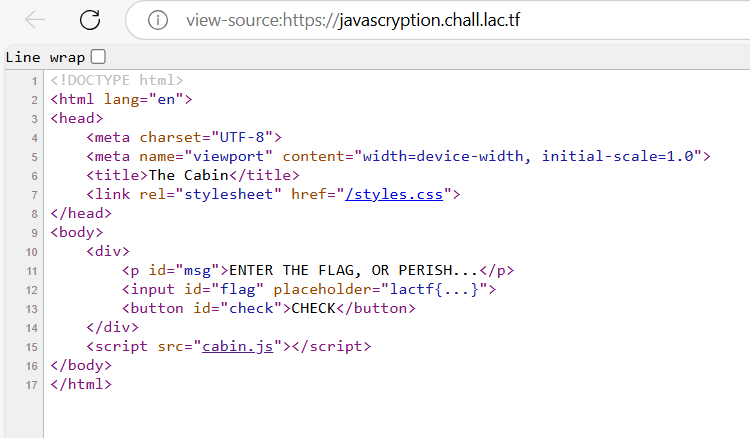 view-source:https://javascryption.chall.lac.tf
Line wrap
1 <!DOCTYPE html>
2 <html lang="en">
3 <head>
4     <meta charset="UTF-8">
5     <meta name="viewport" content="width=device-width, initial-scale=1.0">
6     <title>The Cabin</title>
7     <link rel="stylesheet" href="/styles.css">
8 </head>
9 <body>
10     <div>
11         <p id="msg">ENTER THE FLAG, OR PERISH...</p>
12         <input id="flag" placeholder="lactf{...}">
13         <button id="check">CHECK</button>
14     </div>
15     <script src="cabin.js"></script>
16 </body>
17 </html>